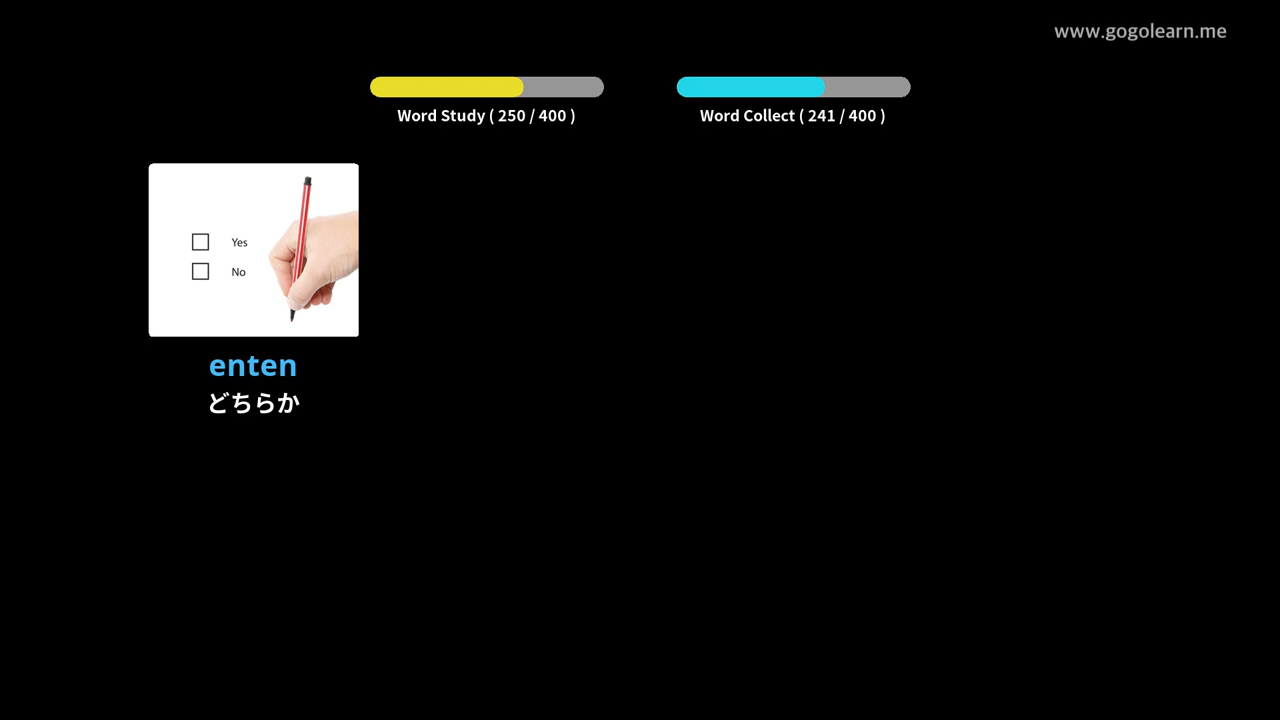 www.gogolearn.me
Word Study ( 250 / 400 )
Word Collect ( 241 / 400 )
Yes
No
enten
どちらか